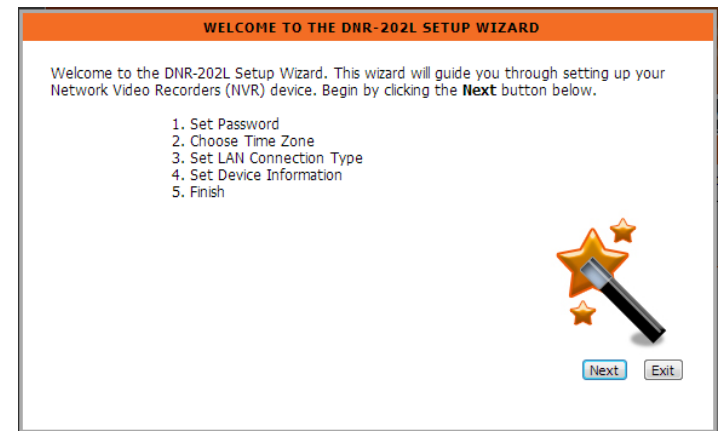 WELCOME TO THE DNR-202L SETUP WIZARD
Welcome to the DNR-202L Setup Wizard. This wizard will guide you through setting up your
Network Video Recorders (NVR) device. Begin by clicking the Next button below.
1. Set Password
2. Choose Time Zone
3. Set LAN Connection Type
4. Set Device Information
5. Finish
Next Exit